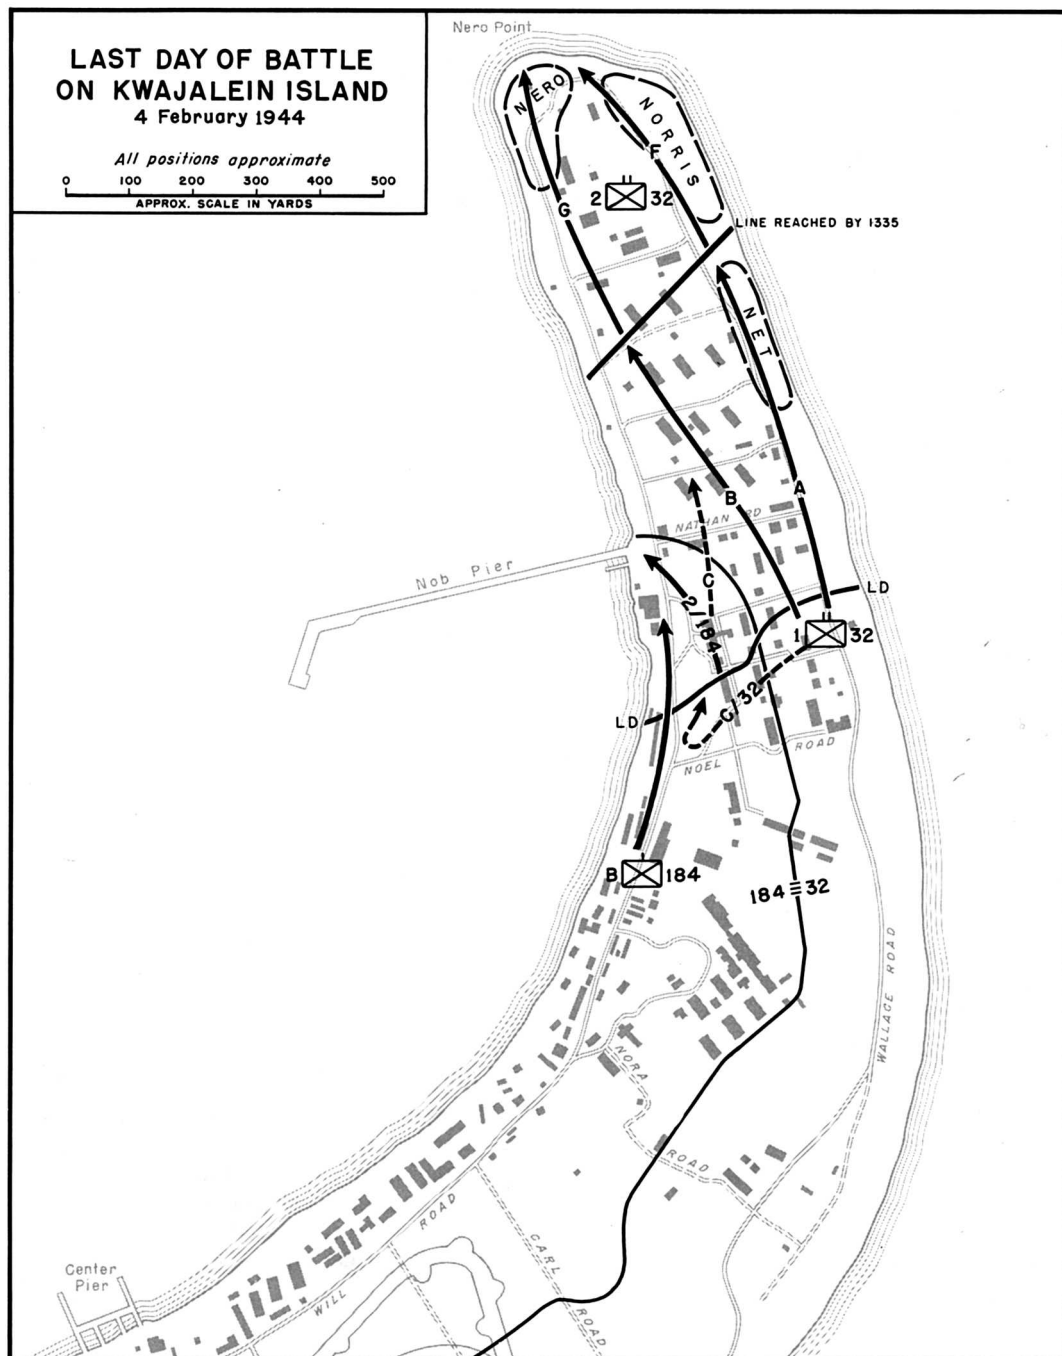 Nero Point
LAST DAY OF BATTLE
ON KWAJALEIN ISLAND
4 February 1944
All positions approximate
0 100 200 300 400 500
APPROX. SCALE IN YARDS
NERO
NORRIS
F
G
2 32
LINE REACHED BY 1335
NET
B
A
NATHAN RD
Nob Pier
C
2/184
LD
1 32
C/32
LD
NOEL ROAD
B 184
184 32
WALLACE ROAD
NORA ROAD
WILL ROAD
CARL ROAD
Center
Pier